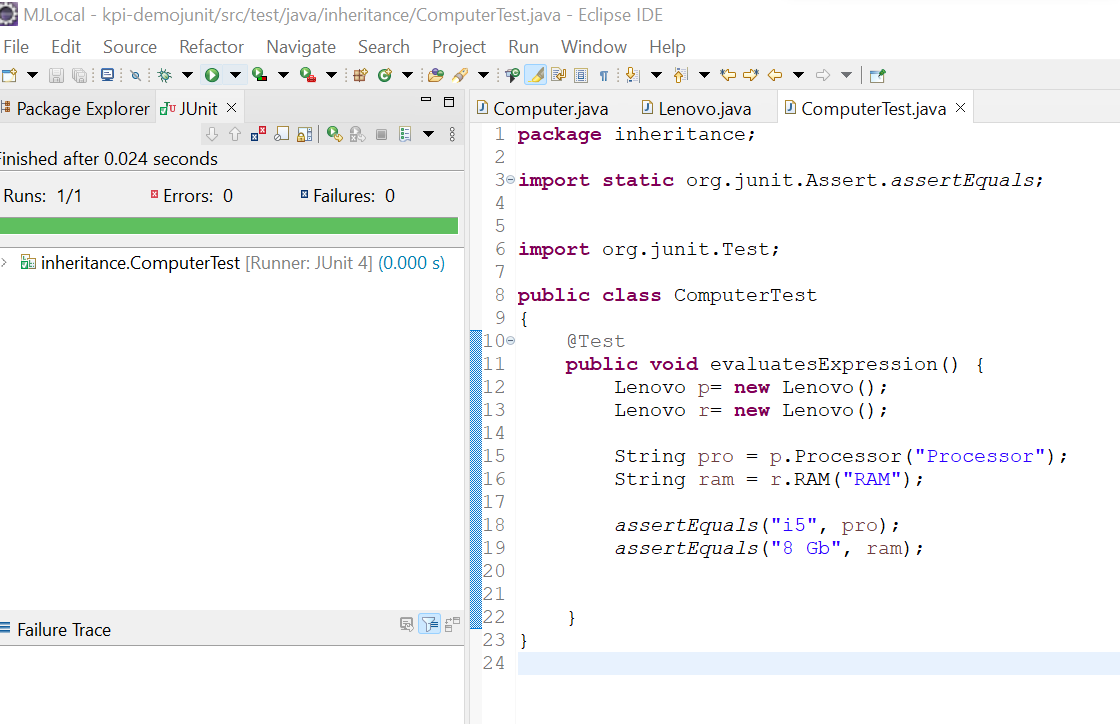 MJLocal - kpi-demojunit/src/test/java/inheritance/ComputerTest.java - Eclipse IDE
File Edit Source Refactor Navigate Search Project Run Window Help
Package Explorer JUnit
Computer.java Lenovo.java ComputerTest.java
Finished after 0.024 seconds
Runs: 1/1 Errors: 0 Failures: 0
inheritance.ComputerTest [Runner: JUnit 4] (0.000 s)
Failure Trace
1 package inheritance;
2
3 import static org.junit.Assert.assertEquals;
4
5
6 import org.junit.Test;
7
8 public class ComputerTest
9 {
10 @Test
11 public void evaluatesExpression() {
12 Lenovo p= new Lenovo();
13 Lenovo r= new Lenovo();
14
15 String pro = p.Processor("Processor");
16 String ram = r.RAM("RAM");
17
18 assertEquals("i5", pro);
19 assertEquals("8 Gb", ram);
20
21
22 }
23 }
24